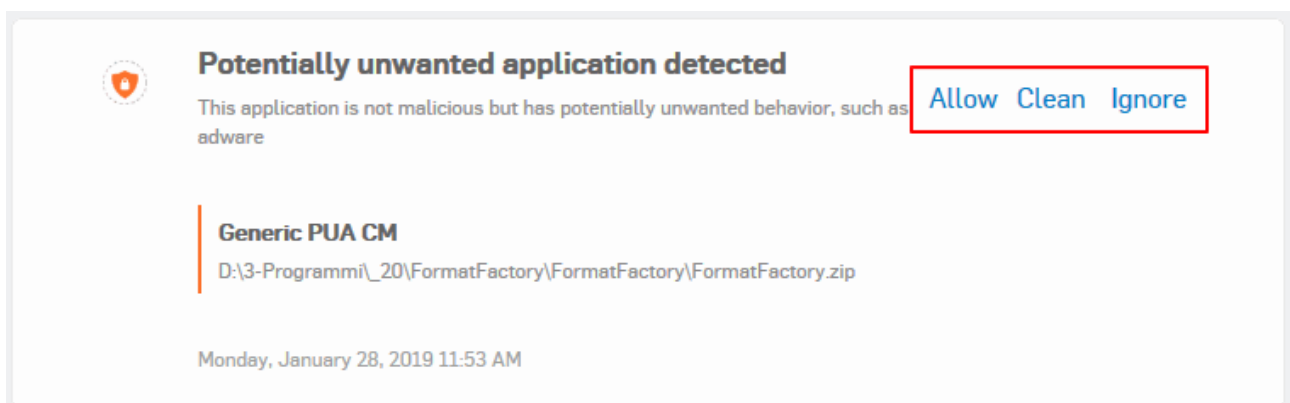 Potentially unwanted application detected
This application is not malicious but has potentially unwanted behavior, such as
adware
Allow Clean Ignore
Generic PUA CM
D:\3-Programmi\_20\FormatFactory\FormatFactory\FormatFactory.zip
Monday, January 28, 2019 11:53 AM